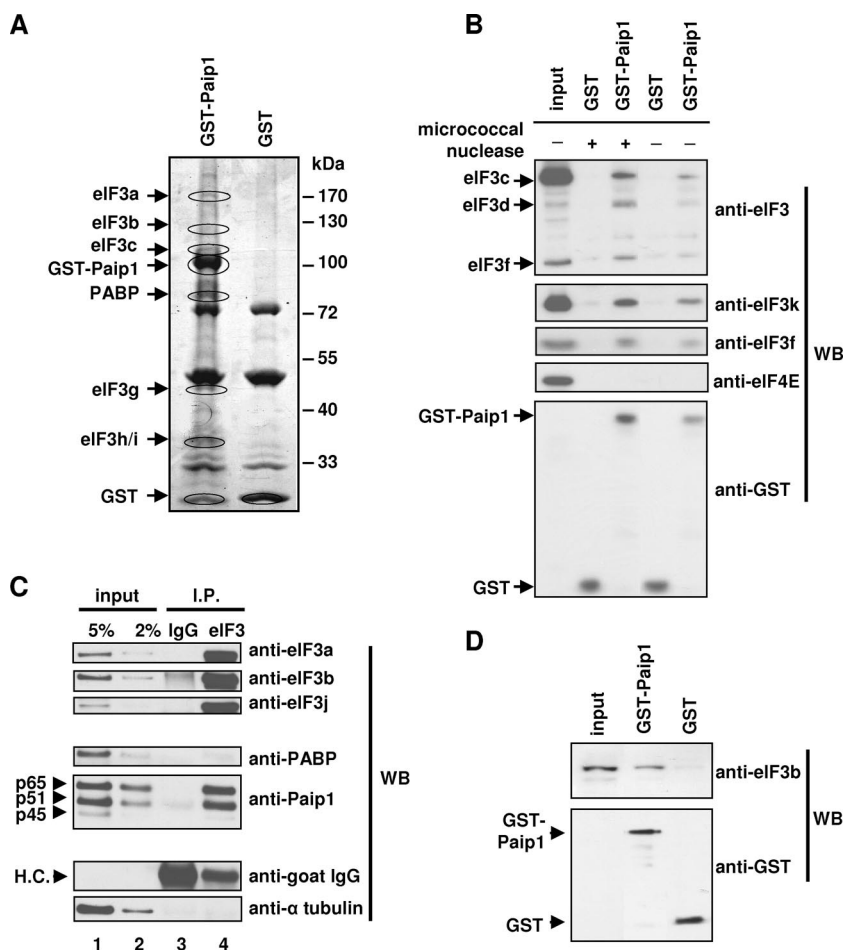 A
GST-Paip1
GST
kDa
eIF3a
eIF3b
eIF3c
GST-Paip1
PABP
eIF3g
eIF3h/i
GST
– 170
– 130
– 100
– 72
55
40
– 33
B
input
GST
GST-Paip1
GST
GST-Paip1
micrococcal
nuclease
– + + – –
eIF3c
eIF3d
eIF3f
anti-eIF3
anti-eIF3k
anti-eIF3f
anti-eIF4E
GST-Paip1
anti-GST
GST
WB
C
input I.P.
5% 2% IgG eIF3
anti-eIF3a
anti-eIF3b
anti-eIF3j
anti-PABP
p65
p51
p45
anti-Paip1
H.C.
anti-goat IgG
anti-α tubulin
WB
1 2 3 4
D
input
GST-Paip1
GST
anti-eIF3b
GST-
Paip1
anti-GST
GST
WB